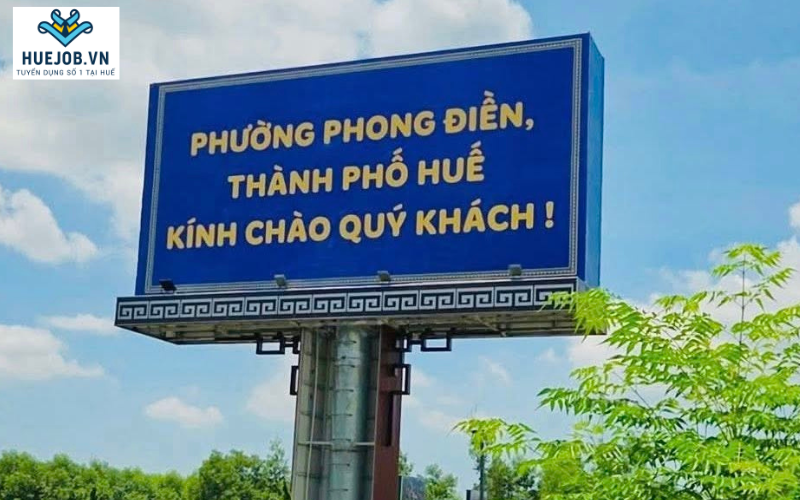 HUEJOB.VN
TUYỂN DỤNG SỐ 1 TẠI HUẾ
PHƯỜNG PHONG ĐIỀN,
THÀNH PHỐ HUẾ
KÍNH CHÀO QUÝ KHÁCH !